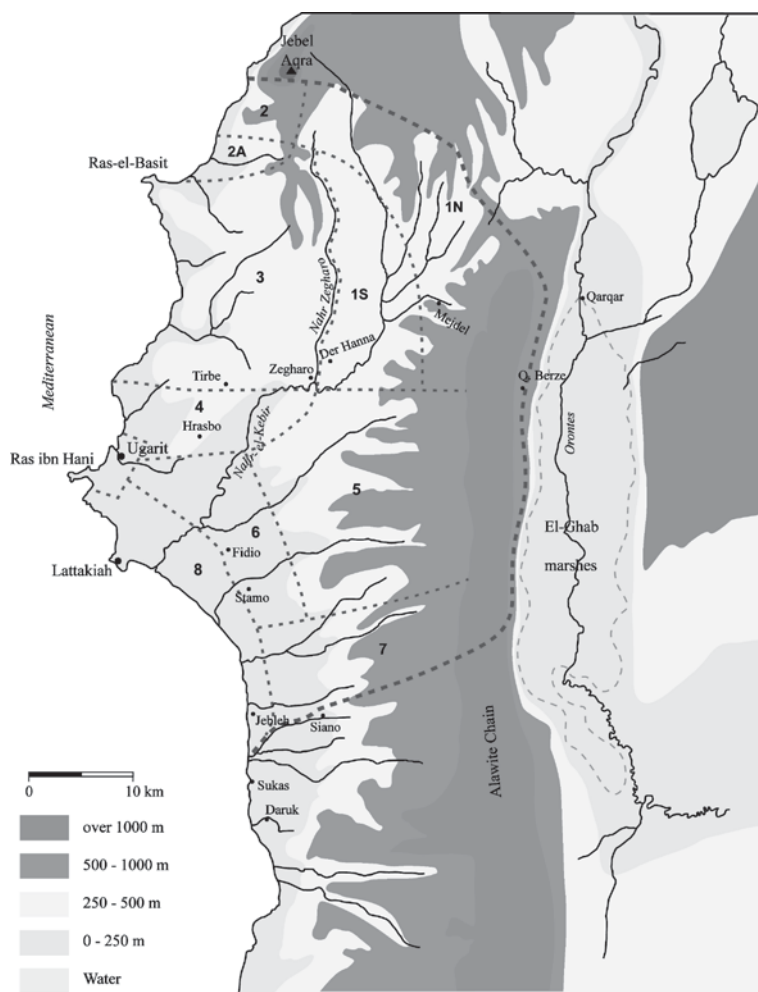 Jebel
Aqra
2
2A
Ras-el-Basit
1N
Nahr Zegharo
3
1S
Qarqar
Mejdel
Der Hanna
Mediterranean
Zegharo
Tirbe
Q. Berze
4
Hrasbo
Orontes
Ugarit
Nahr-el-Kebir
Ras ibn Hani
5
6
El-Ghab
marshes
Fidio
Lattakiah
8
Stamo
7
Jebleh
Siano
Alawite Chain
Sukas
Daruk
0 10 km
over 1000 m
500 - 1000 m
250 - 500 m
0 - 250 m
Water